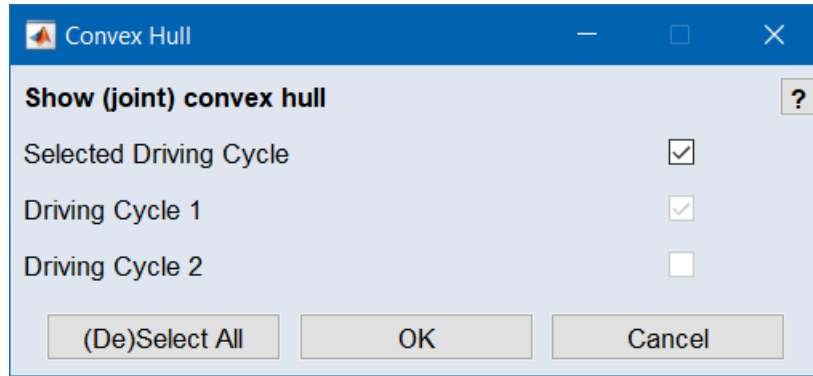 Convex Hull
Show (joint) convex hull ?
Selected Driving Cycle
Driving Cycle 1
Driving Cycle 2
(De)Select All OK Cancel